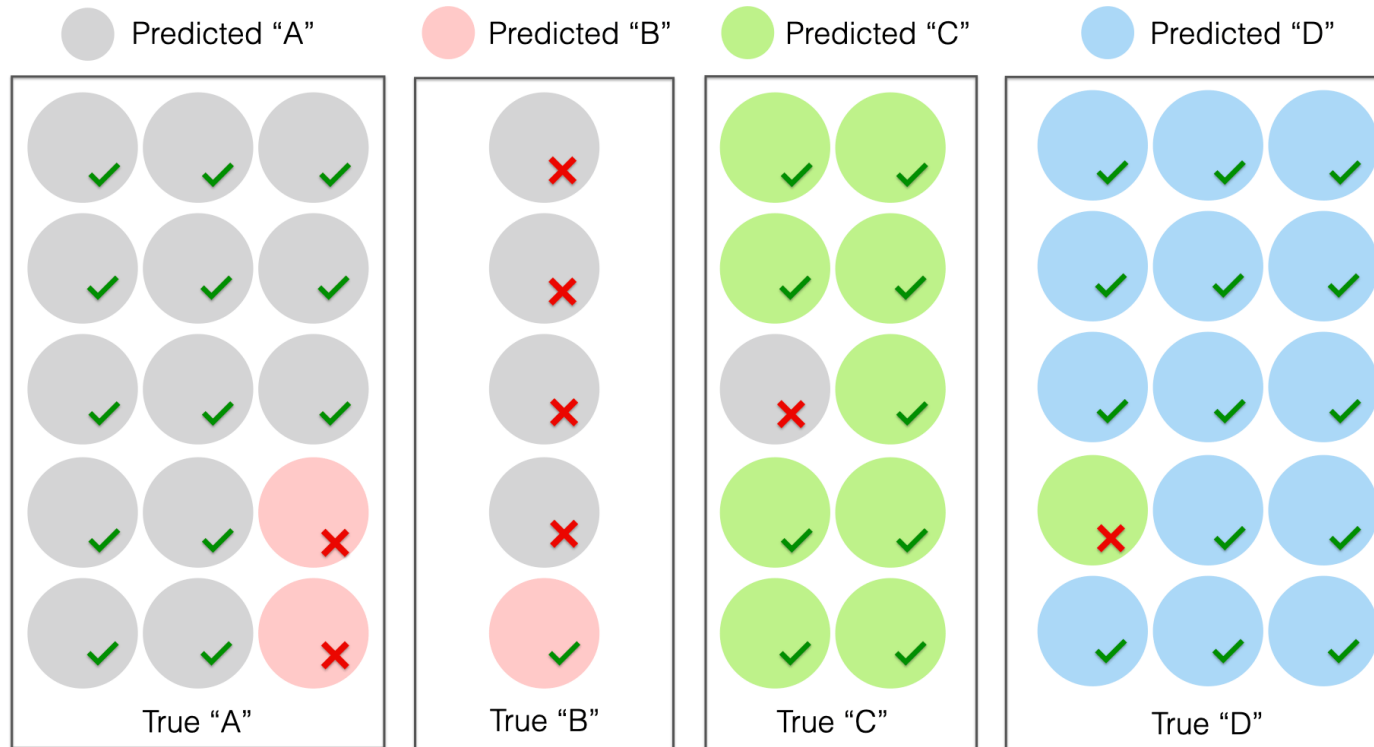 Predicted “A”
Predicted “B”
Predicted “C”
Predicted “D”
True “A”
True “B”
True “C”
True “D”